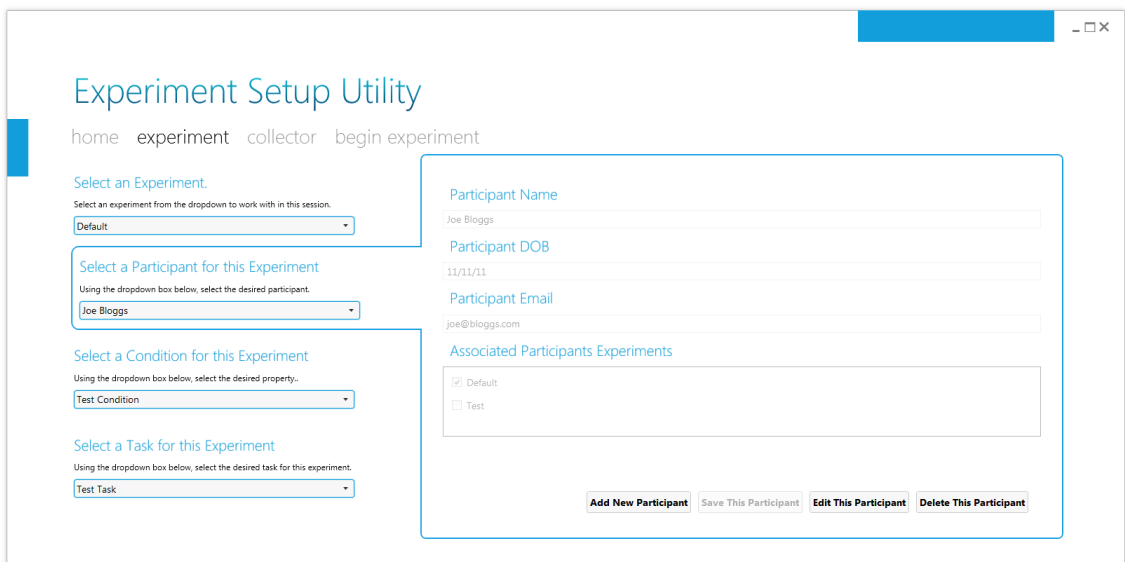 Experiment Setup Utility
home experiment collector begin experiment
Select an Experiment.
Select an experiment from the dropdown to work with in this session.
Default
Select a Participant for this Experiment
Using the dropdown box below, select the desired participant.
Joe Bloggs
Select a Condition for this Experiment
Using the dropdown box below, select the desired property..
Test Condition
Select a Task for this Experiment
Using the dropdown box below, select the desired task for this experiment.
Test Task
Participant Name
Joe Bloggs
Participant DOB
11/11/11
Participant Email
joe@bloggs.com
Associated Participants Experiments
Default
Test
Add New Participant Save This Participant Edit This Participant Delete This Participant